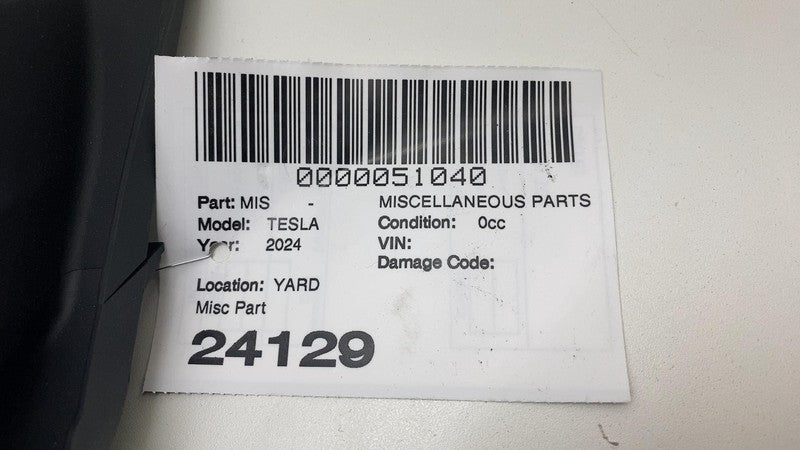 0000051040
Part: MIS - MISCELLANEOUS PARTS
Model: TESLA Condition: 0cc
Year: 2024 VIN:
Damage Code:
Location: YARD
Misc Part
24129